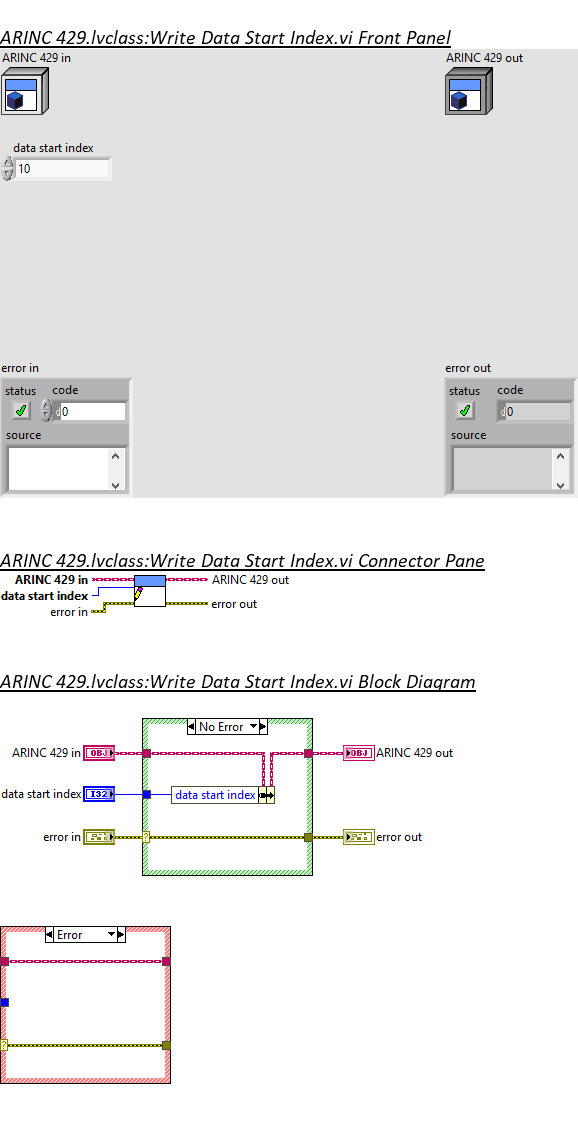 ARINC 429.lvclass:Write Data Start Index.vi Front Panel
ARINC 429 in
ARINC 429 out
data start index
10
error in
error out
status code
status code
d 0
d 0
source
source
ARINC 429.lvclass:Write Data Start Index.vi Connector Pane
ARINC 429 in
ARINC 429 out
data start index
error in
error out
ARINC 429.lvclass:Write Data Start Index.vi Block Diagram
No Error
ARINC 429 in
OBJ
OBJ
ARINC 429 out
data start index
I32
data start index
error in
?
error out
Error
?